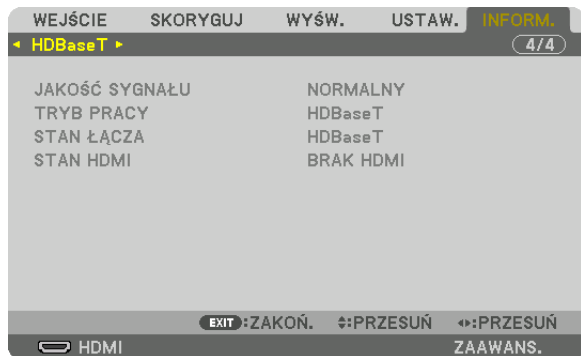 WEJŚCIE SKORYGUJ WYŚW. USTAW. INFORM.
HDBaseT 4/4
JAKOŚĆ SYGNAŁU NORMALNY
TRYB PRACY HDBaseT
STAN ŁĄCZA HDBaseT
STAN HDMI BRAK HDMI
EXIT :ZAKOŃ. :PRZESUŃ :PRZESUŃ
HDMI ZAAWANS.